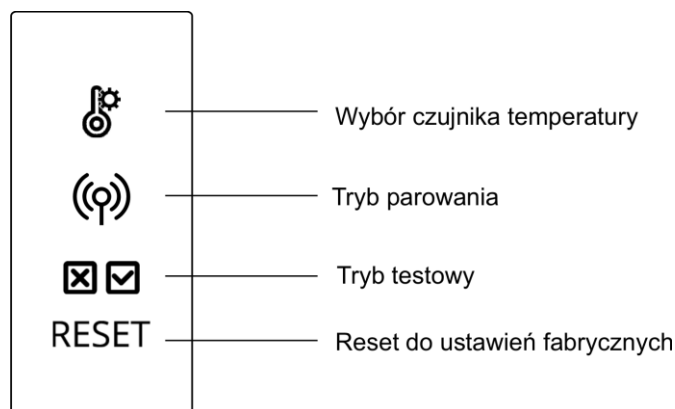 Wybór czujnika temperatury
Tryb parowania
Tryb testowy
RESET
Reset do ustawień fabrycznych